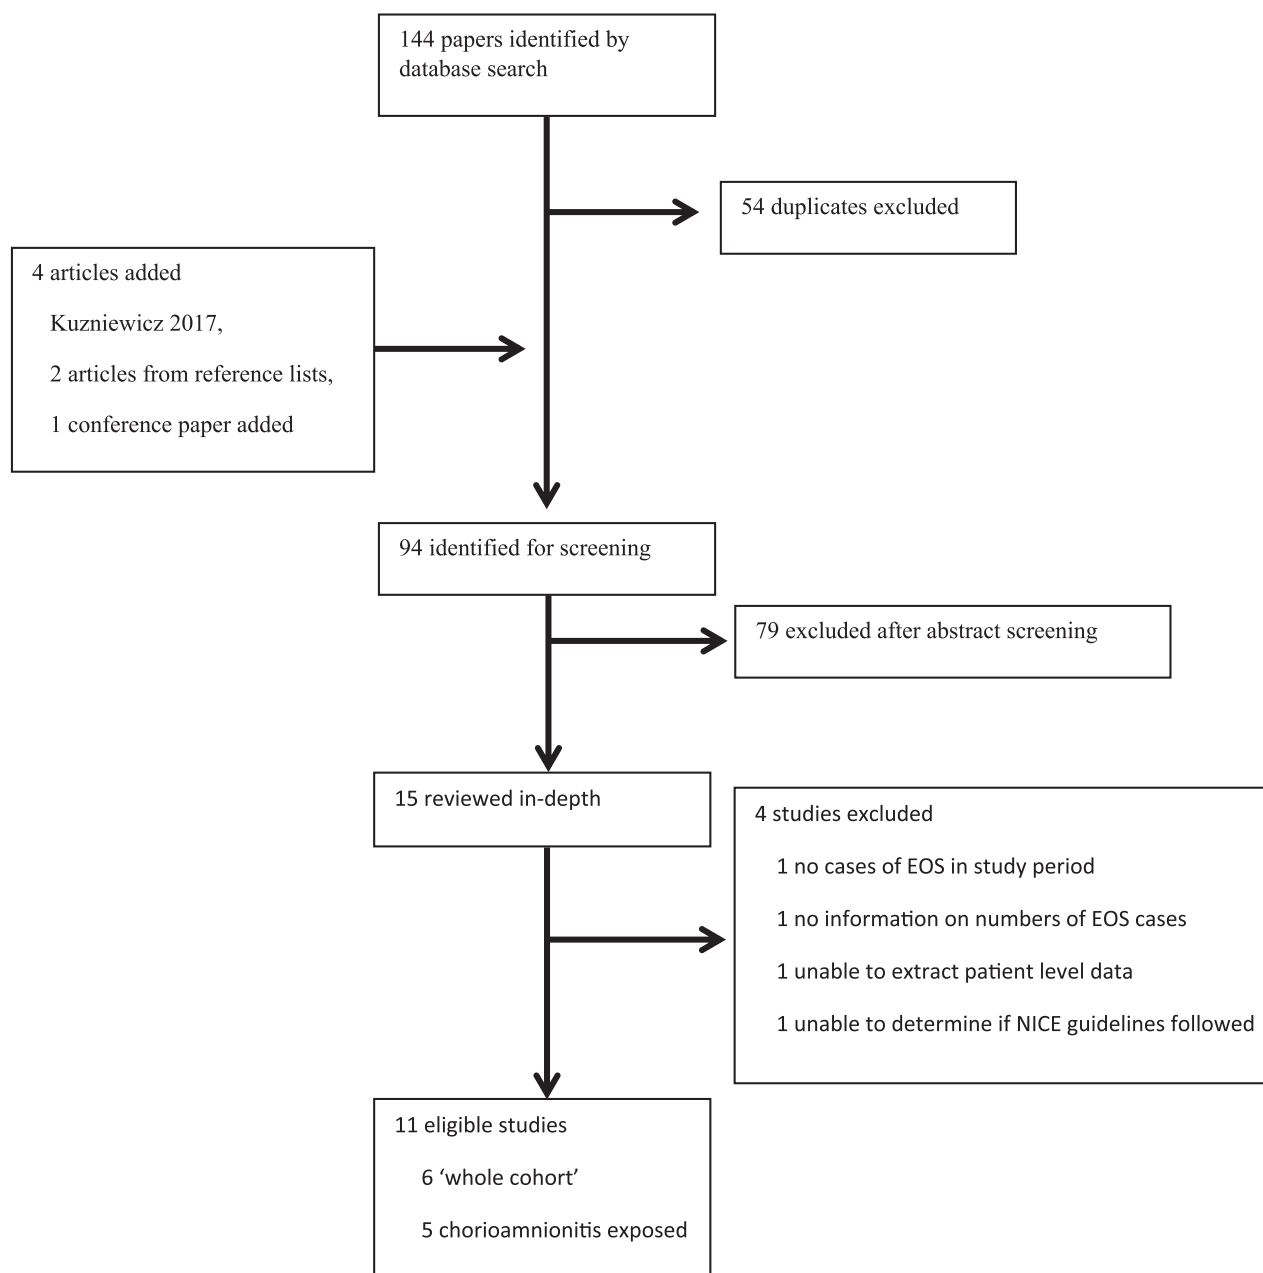 144 papers identified by
database search
54 duplicates excluded
4 articles added
Kuzniewicz 2017,
2 articles from reference lists,
1 conference paper added
94 identified for screening
79 excluded after abstract screening
15 reviewed in-depth
4 studies excluded
1 no cases of EOS in study period
1 no information on numbers of EOS cases
1 unable to extract patient level data
1 unable to determine if NICE guidelines followed
11 eligible studies
6 ‘whole cohort’
5 chorioamnionitis exposed